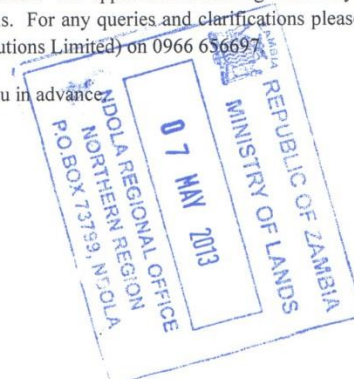 s. For any queries and clarifications please
utions Limited) on 0966 656697.
u in advance.
REPUBLIC OF ZAMBIA
MINISTRY OF LANDS
07 MAY 2013
NDOLA REGIONAL OFFICE
NORTHERN REGION
P.O.BOX 73799, NDOLA